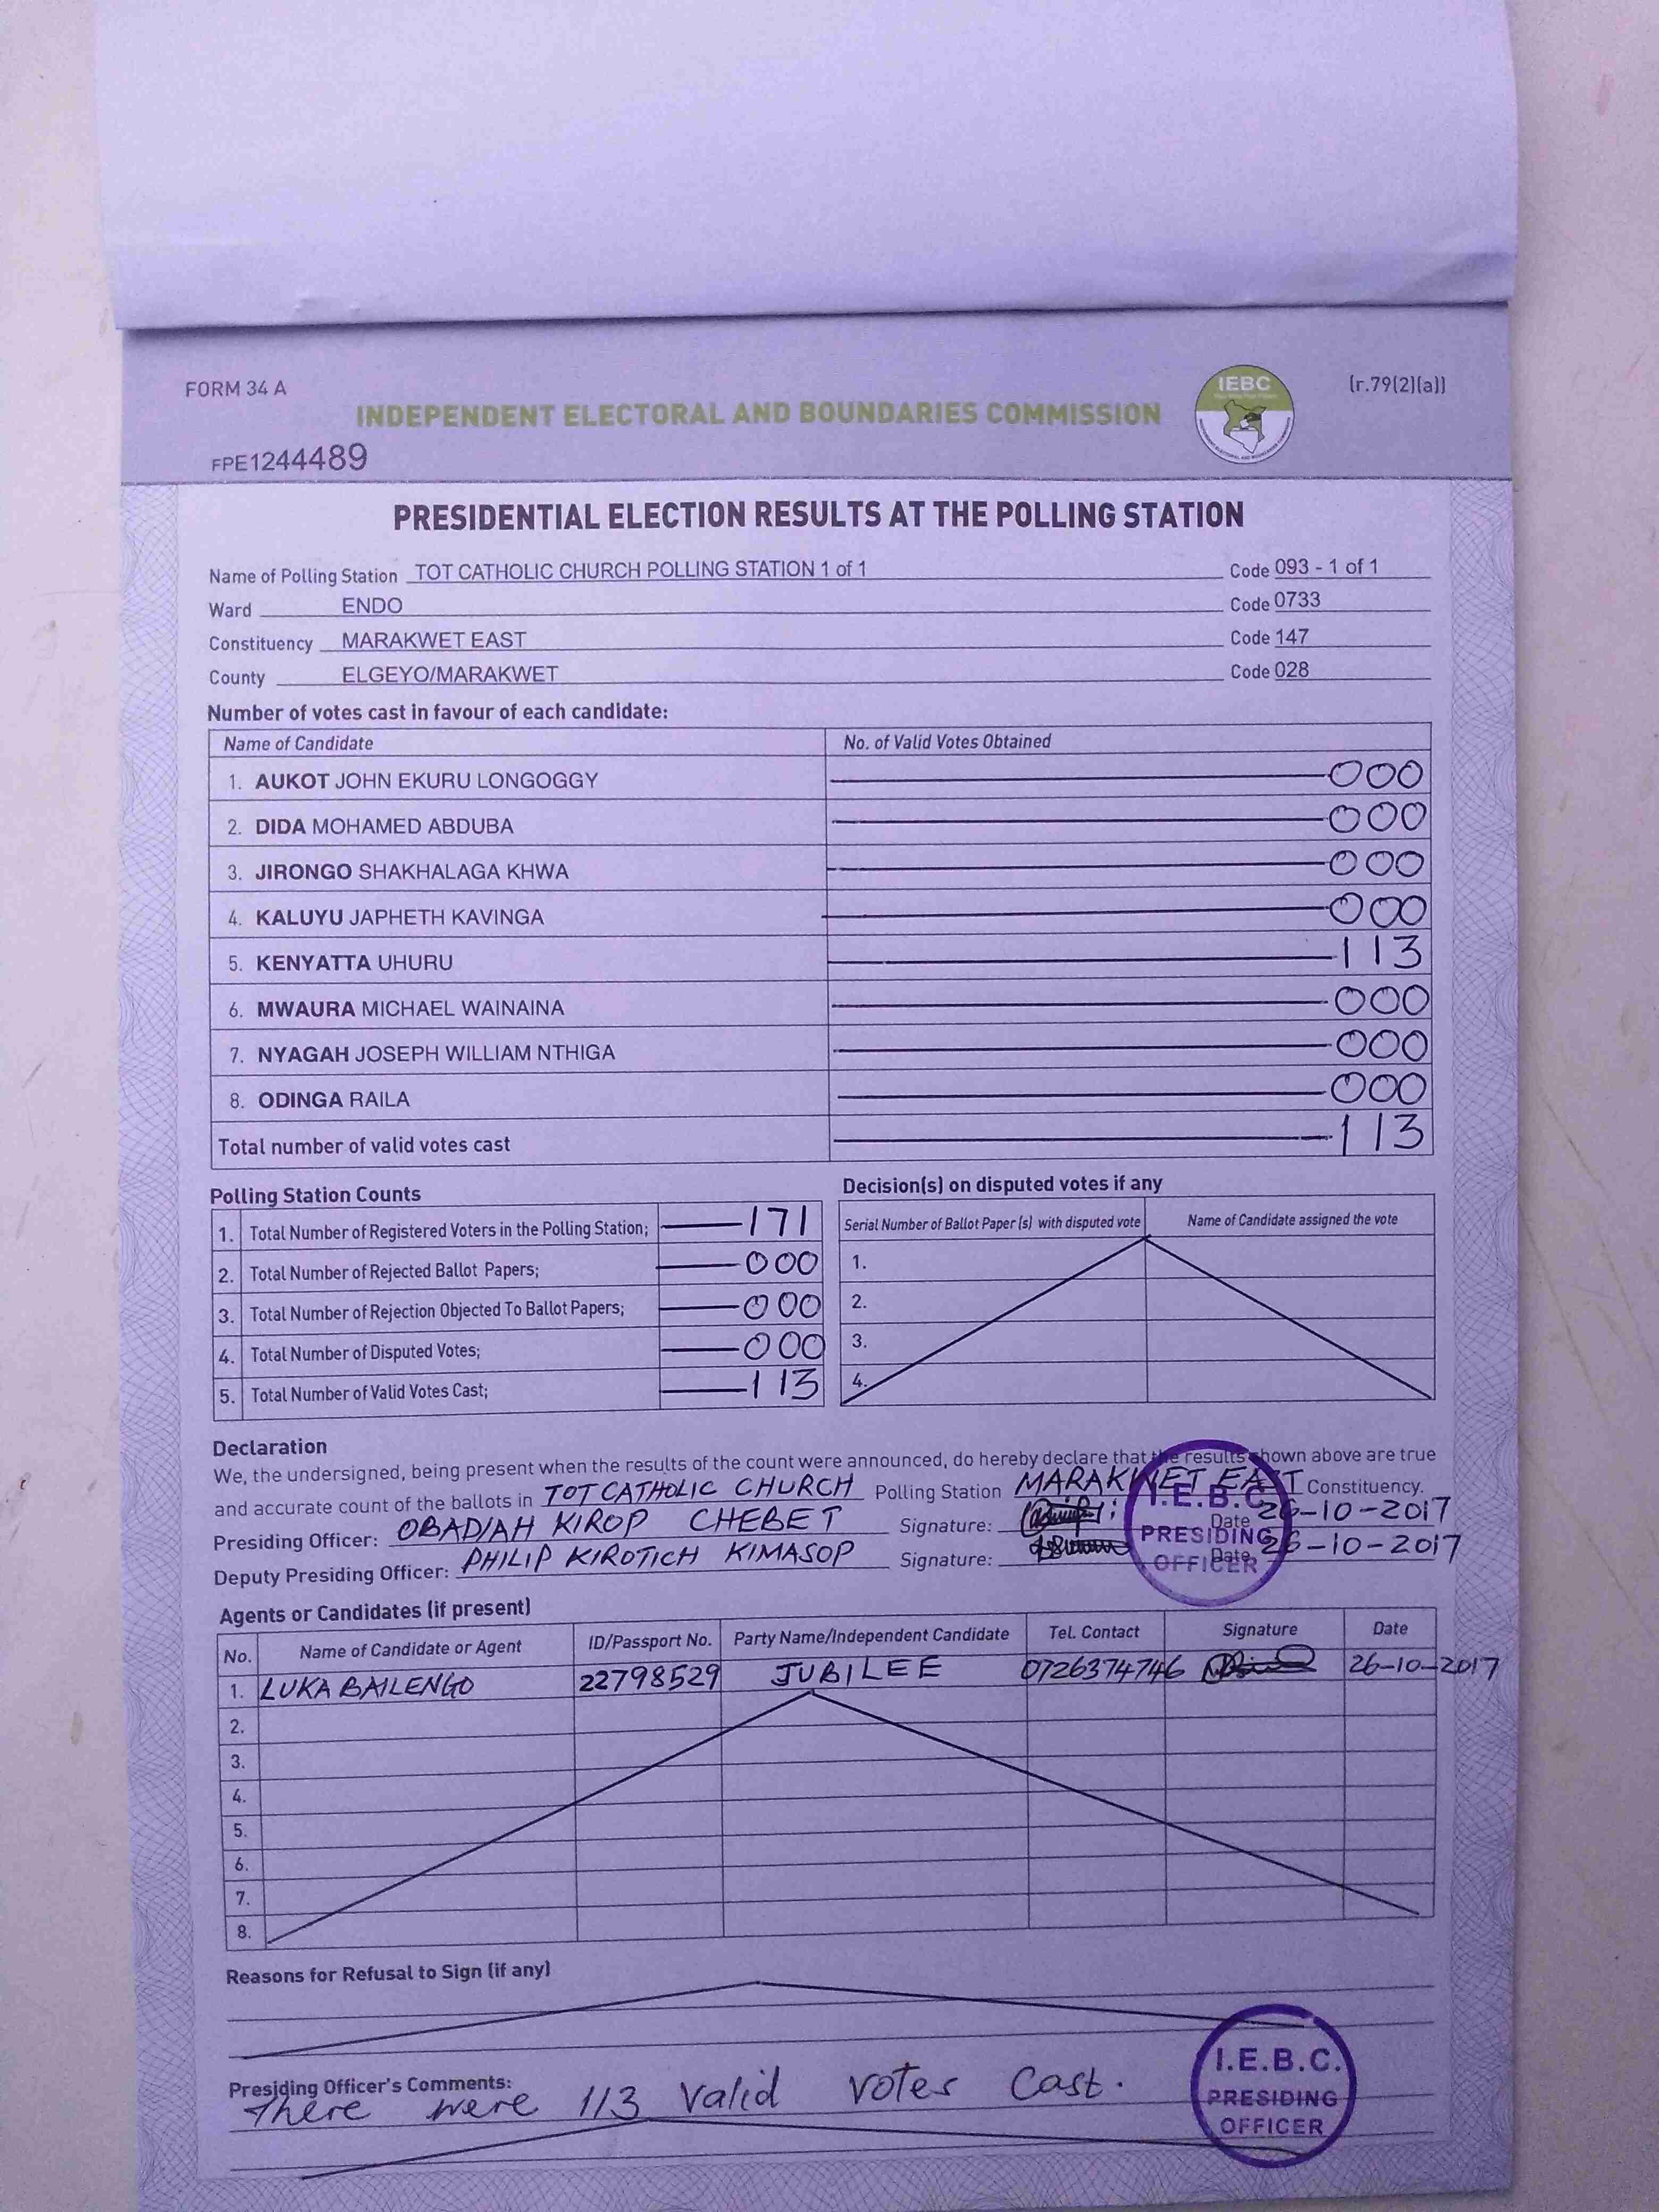 FORM 34 A
IEBC
(r.79(2)(a))
INDEPENDENT ELECTORAL AND BOUNDARIES COMMISSION
FPE1244489
PRESIDENTIAL ELECTION RESULTS AT THE POLLING STATION
Name of Polling Station TOT CATHOLIC CHURCH POLLING STATION 1 of 1 Code 093 - 1 of 1
Ward ENDO Code 0733
Constituency MARAKWET EAST Code 147
County ELGEYO/MARAKWET Code 028
Number of votes cast in favour of each candidate:
Name of Candidate No. of Valid Votes Obtained
1. AUKOT JOHN EKURU LONGOGGY 000
2. DIDA MOHAMED ABDUBA 000
3. JIRONGO SHAKHALAGA KHWA 000
4. KALUYU JAPHETH KAVINGA 000
5. KENYATTA UHURU 113
6. MWAURA MICHAEL WAINAINA 000
7. NYAGAH JOSEPH WILLIAM NTHIGA 000
8. ODINGA RAILA 000
Total number of valid votes cast 113
Polling Station Counts
1. Total Number of Registered Voters in the Polling Station; 171
2. Total Number of Rejected Ballot Papers; 000
3. Total Number of Rejection Objected To Ballot Papers; 000
4. Total Number of Disputed Votes; 000
5. Total Number of Valid Votes Cast; 113
Decision(s) on disputed votes if any
Serial Number of Ballot Paper (s) with disputed vote Name of Candidate assigned the vote
1.
2.
3.
4.
Declaration
We, the undersigned, being present when the results of the count were announced, do hereby declare that the results shown above are true
and accurate count of the ballots in TOT CATHOLIC CHURCH Polling Station MARAKWET EAST Constituency.
Presiding Officer: OBADIAH KIROP CHEBET Signature: Date 26-10-2017
Deputy Presiding Officer: PHILIP KIROTICH KIMASOP Signature: Date 26-10-2017
I.E.B.C
PRESIDING
OFFICER
Agents or Candidates (if present)
No. Name of Candidate or Agent ID/Passport No. Party Name/Independent Candidate Tel. Contact Signature Date
1. LUKA BAILENGO 22798529 JUBILEE 0726374746 26-10-2017
2.
3.
4.
5.
6.
7.
8.
Reasons for Refusal to Sign (if any)
Presiding Officer's Comments:
There were 113 valid votes cast.
I.E.B.C.
PRESIDING
OFFICER